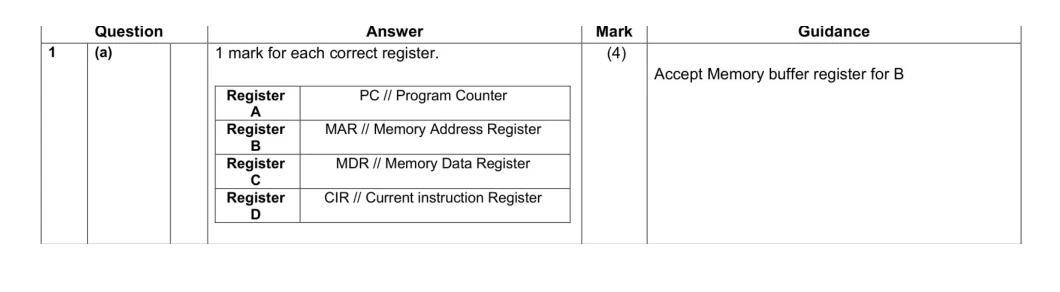 Question Answer Mark Guidance
1 (a) 1 mark for each correct register. (4)
Accept Memory buffer register for B
Register A PC // Program Counter
Register B MAR // Memory Address Register
Register C MDR // Memory Data Register
Register D CIR // Current instruction Register